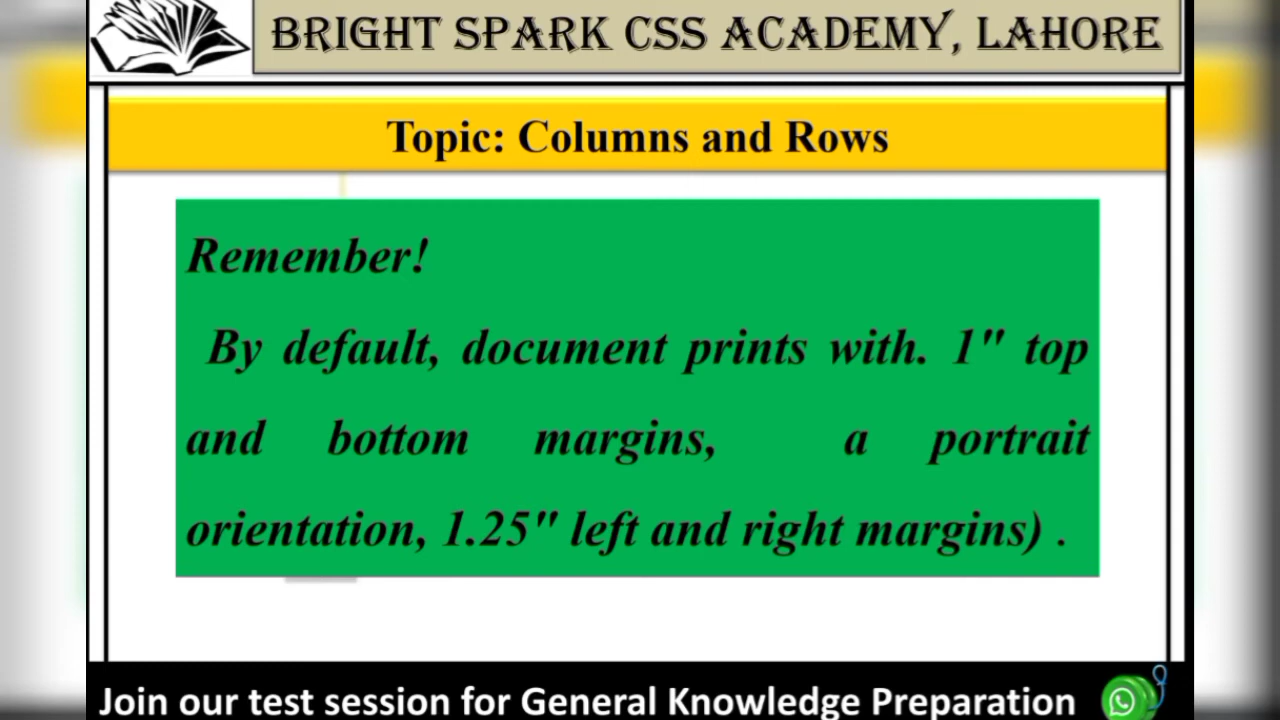 BRIGHT SPARK CSS ACADEMY, LAHORE
Topic: Columns and Rows
Remember!
By default, document prints with. 1" top
and bottom margins, a portrait
orientation, 1.25" left and right margins) .
Join our test session for General Knowledge Preparation